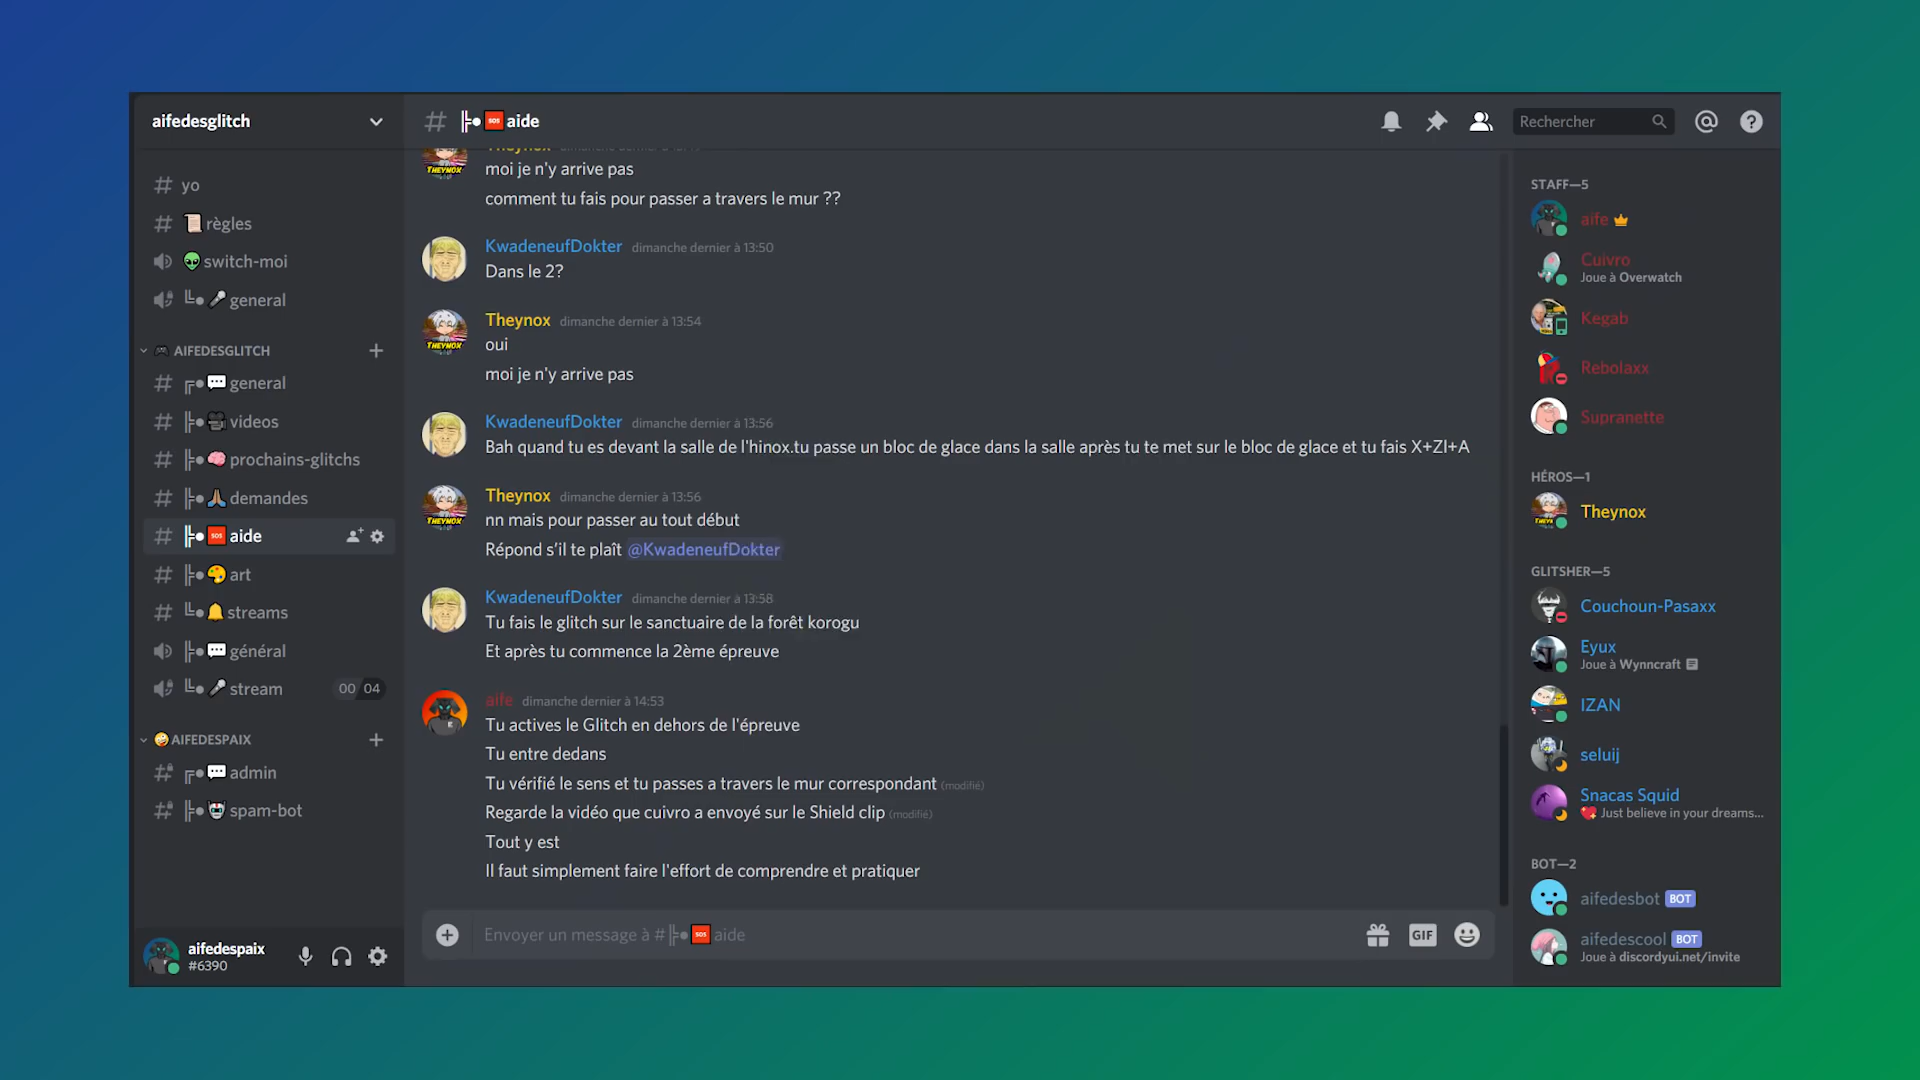 aifedesglitch
yo
règles
switch-moi
general
AIFEDESGLITCH
general
videos
prochains-glitchs
demandes
aide
art
streams
général
stream 00 04
AIFEDESPAIX
admin
spam-bot
aifedespaix
#6390
# aide
Rechercher
Theynox
THEYNOX
moi je n'y arrive pas
comment tu fais pour passer a travers le mur ??
KwadeneufDokter dimanche dernier à 13:50
Dans le 2?
Theynox dimanche dernier à 13:54
THEYNOX
oui
moi je n'y arrive pas
KwadeneufDokter dimanche dernier à 13:56
Bah quand tu es devant la salle de l'hinox.tu passe un bloc de glace dans la salle après tu te met sur le bloc de glace et tu fais X+Zl+A
Theynox dimanche dernier à 13:56
THEYNOX
nn mais pour passer au tout début
Répond s'il te plaît @KwadeneufDokter
KwadeneufDokter dimanche dernier à 13:58
Tu fais le glitch sur le sanctuaire de la forêt korogu
Et après tu commence la 2ème épreuve
aife dimanche dernier à 14:53
Tu actives le Glitch en dehors de l'épreuve
Tu entre dedans
Tu vérifié le sens et tu passes a travers le mur correspondant (modifié)
Regarde la vidéo que cuivro a envoyé sur le Shield clip (modifié)
Tout y est
Il faut simplement faire l'effort de comprendre et pratiquer
Envoyer un message à # aide
GIF
STAFF—5
aife
Cuivro
Joue à Overwatch
Kegab
Rebolaxx
Supranette
HÉROS—1
Theynox
GLITSHER—5
Couchoun-Pasaxx
Eyux
Joue à Wynncraft
IZAN
seluij
Snacas Squid
Just believe in your dreams...
BOT—2
aifedesbot BOT
aifedescool BOT
Joue à discordyui.net/invite